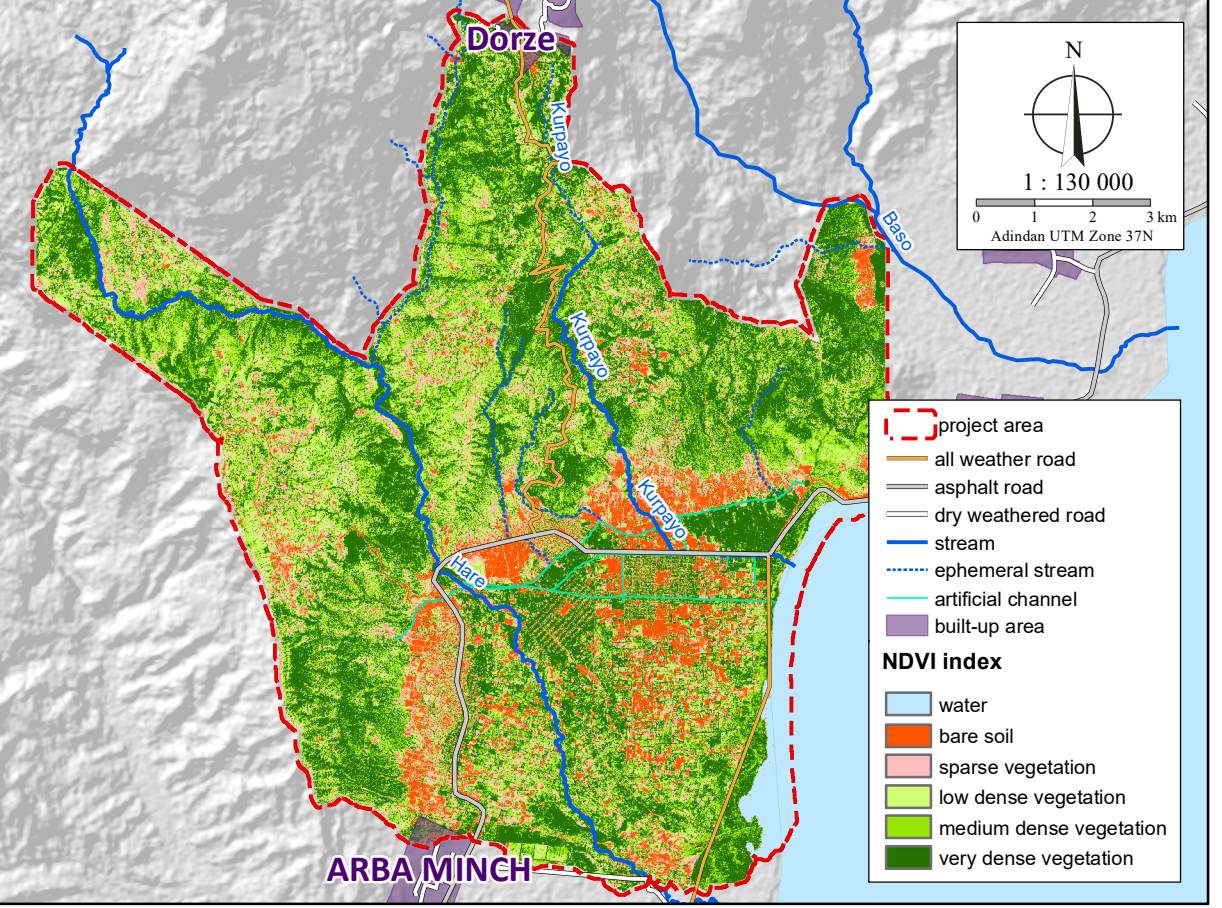 Dorze
Kurpayo
Kurpayo
Kurpayo
Hare
Baso
ARBA MINCH
N
1 : 130 000
0 1 2 3 km
Adindan UTM Zone 37N
project area
all weather road
asphalt road
dry weathered road
stream
ephemeral stream
artificial channel
built-up area
NDVI index
water
bare soil
sparse vegetation
low dense vegetation
medium dense vegetation
very dense vegetation